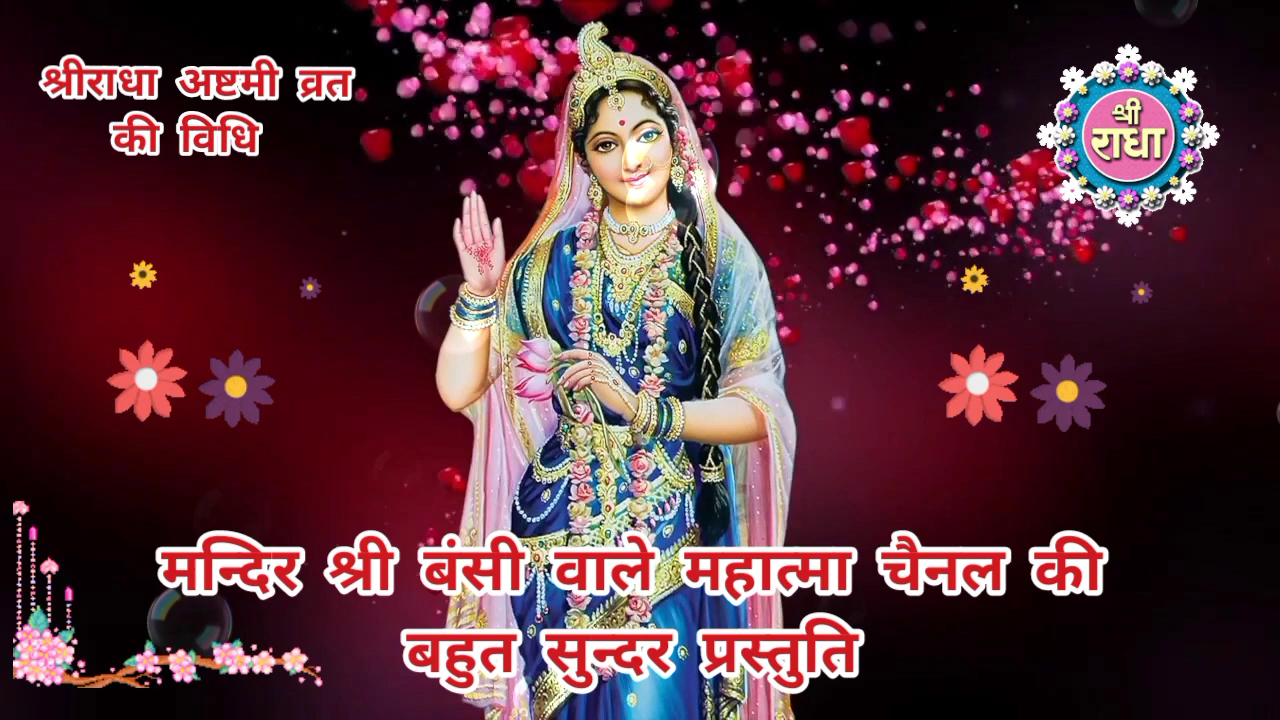 श्रीराधा अष्टमी व्रत
की विधि
श्री
राधा
मन्दिर श्री बंसी वाले महात्मा चैनल की
बहुत सुन्दर प्रस्तुति